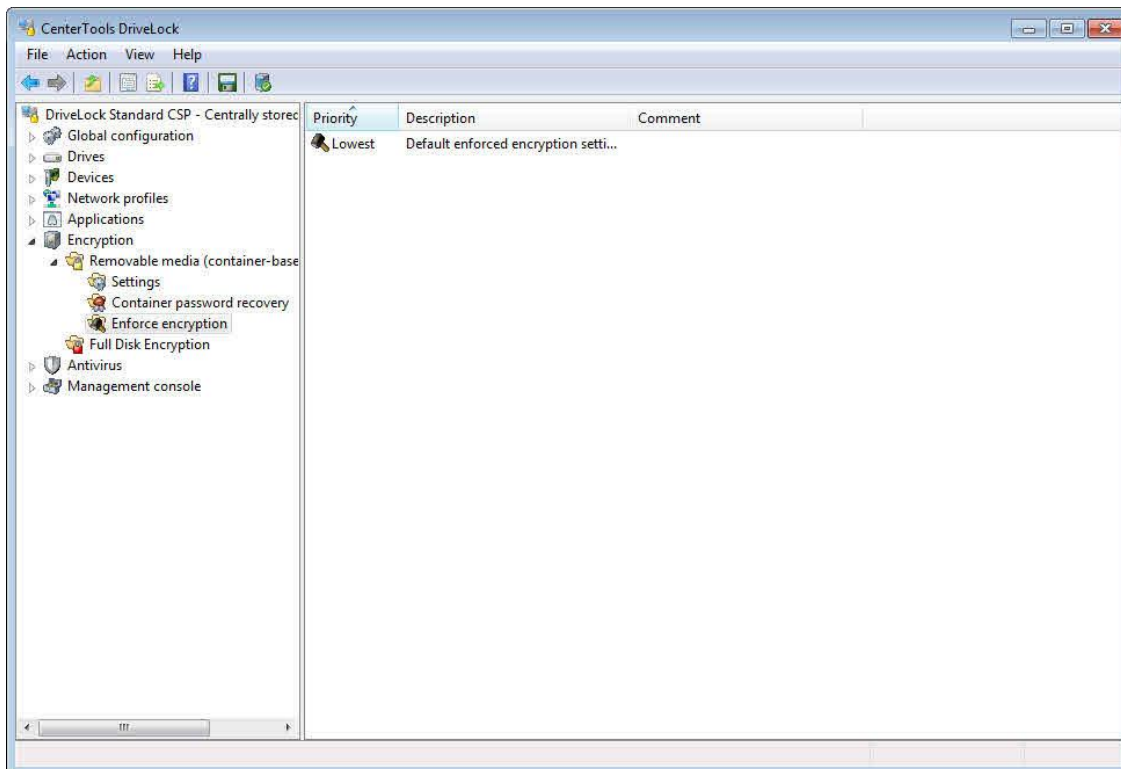 CenterTools DriveLock
File Action View Help
DriveLock Standard CSP - Centrally storec
Global configuration
Drives
Devices
Network profiles
Applications
Encryption
Removable media (container-base
Settings
Container password recovery
Enforce encryption
Full Disk Encryption
Antivirus
Management console
Priority Description Comment
Lowest Default enforced encryption setti...